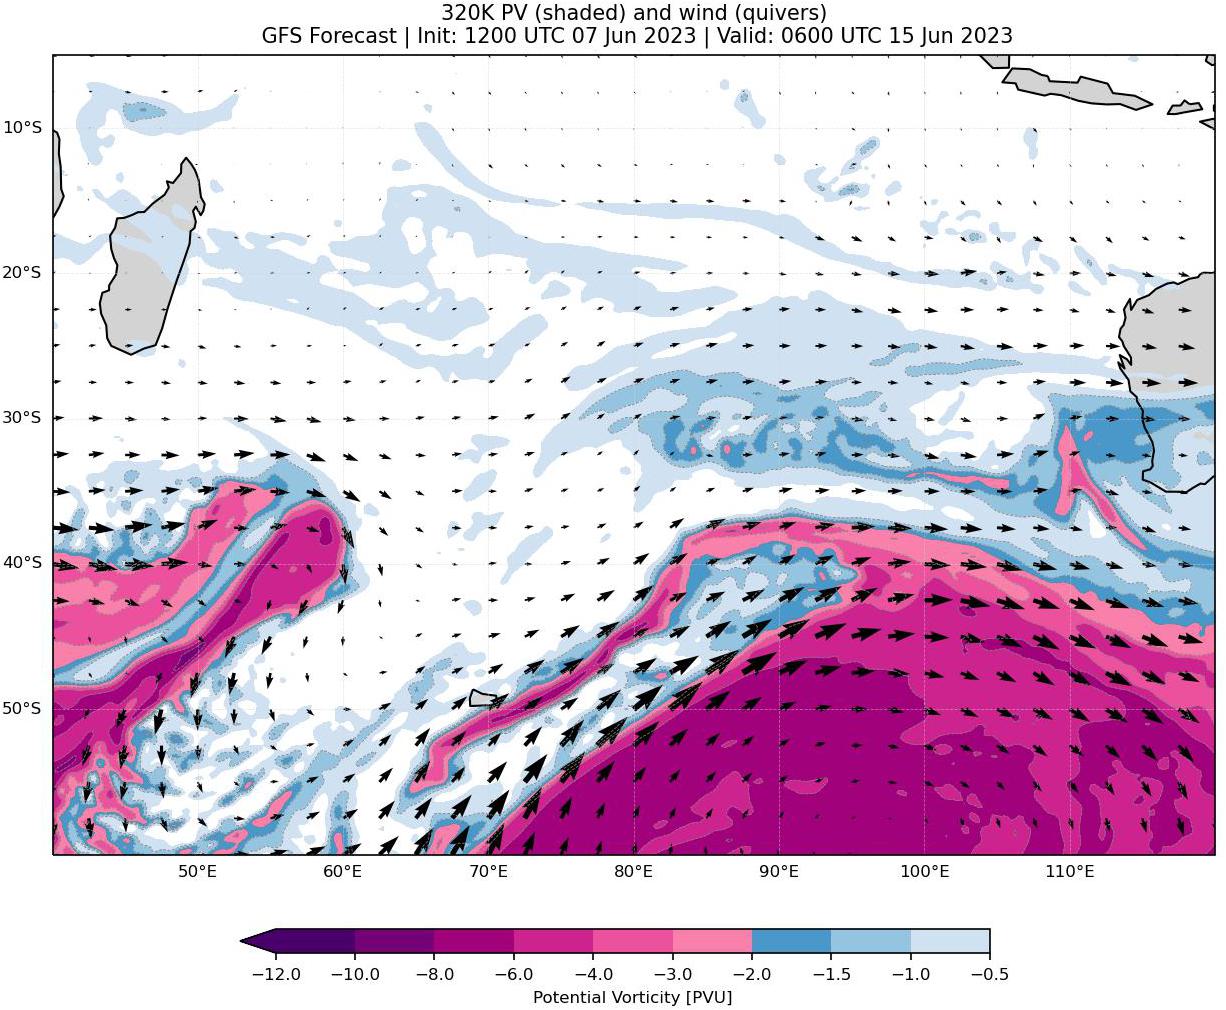 320K PV (shaded) and wind (quivers)
GFS Forecast | Init: 1200 UTC 07 Jun 2023 | Valid: 0600 UTC 15 Jun 2023
10°S
20°S
30°S
40°S
50°S
50°E 60°E 70°E 80°E 90°E 100°E 110°E
−12.0 −10.0 −8.0 −6.0 −4.0 −3.0 −2.0 −1.5 −1.0 −0.5
Potential Vorticity [PVU]